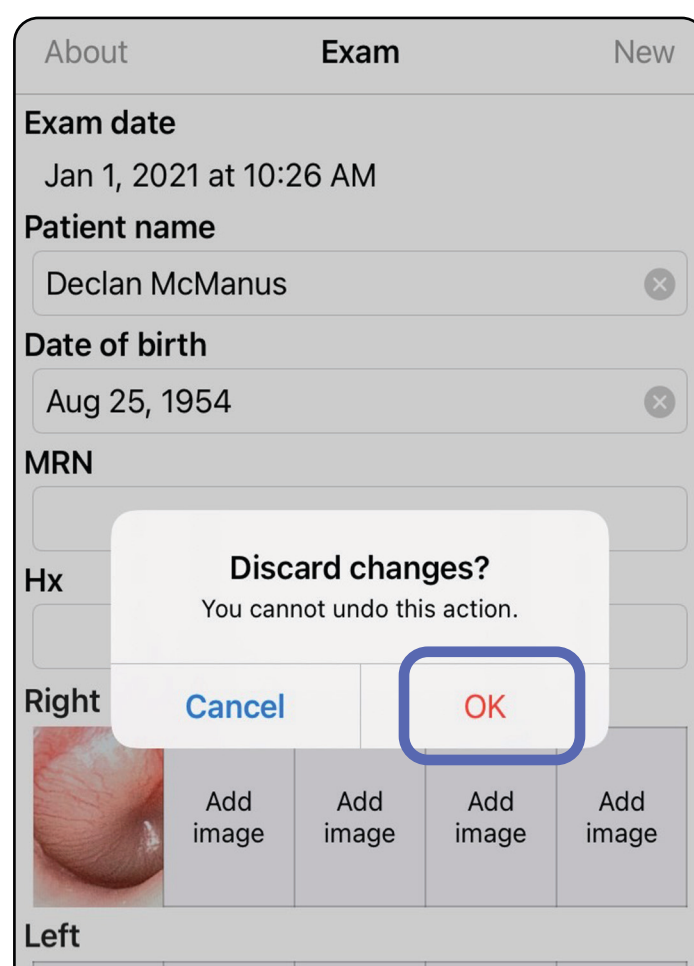 About Exam New
Exam date
Jan 1, 2021 at 10:26 AM
Patient name
Declan McManus
Date of birth
Aug 25, 1954
MRN
Discard changes?
You cannot undo this action.
Hx
Cancel OK
Right
Add image
Add image
Add image
Add image
Left